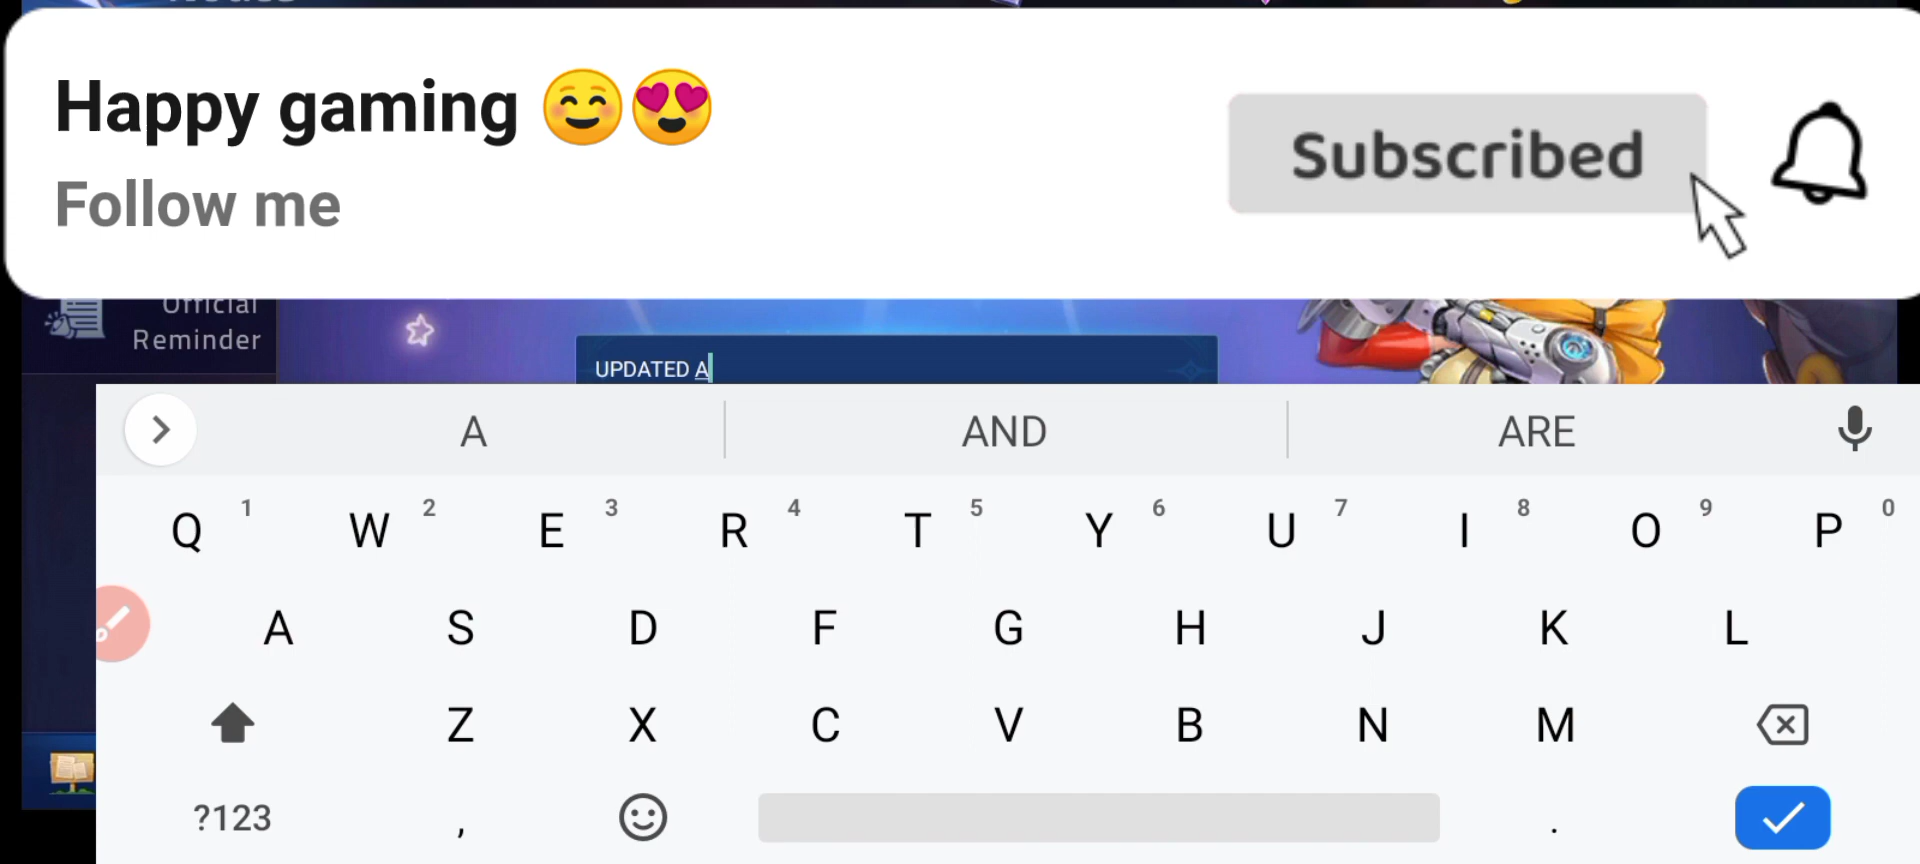 Happy gaming 😊😍
Follow me
Subscribed
Official
Reminder
UPDATED A
A AND ARE
Q 1 W 2 E 3 R 4 T 5 Y 6 U 7 I 8 O 9 P 0
A S D F G H J K L
Z X C V B N M
?123 , .